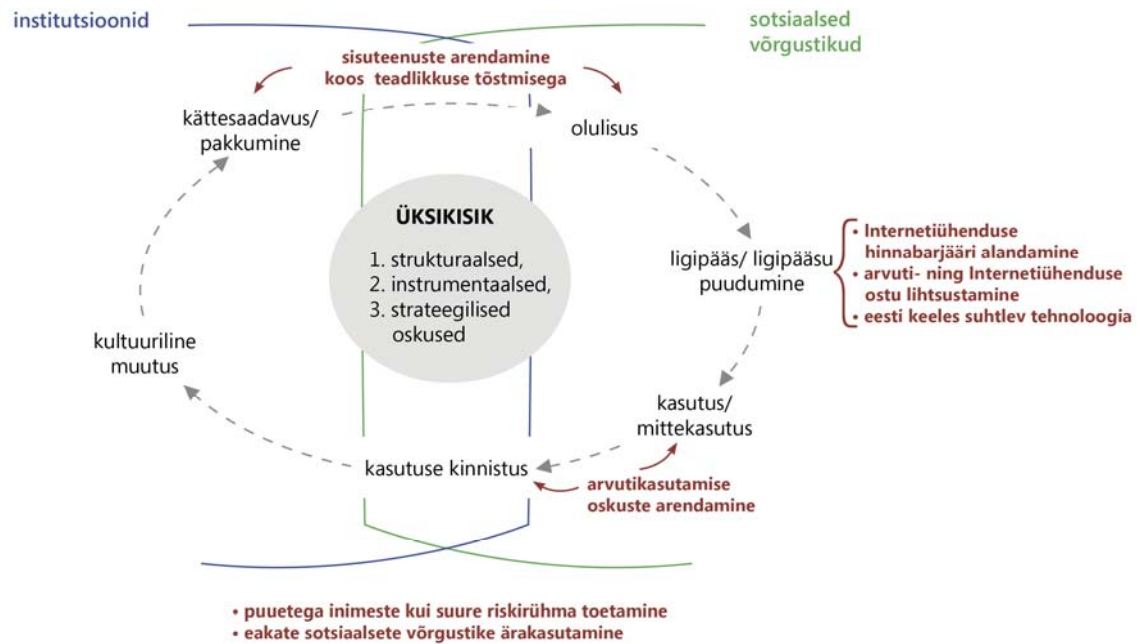 institutsioonid
sotsiaalsed
võrgustikud
sisuteenuste arendamine
koos teadlikkuse tõstmisega
kättesaadavus/
pakkumine
olulisus
ÜKSIKISIK
1. strukturaalsed,
2. instrumentaalsed,
3. strateegilised
oskused
ligipääs/ ligipääsu
puudumine
• Internetiühenduse
hinnabarjääri alandamine
• arvuti- ning Internetiühenduse
ostu lihtsustamine
• eesti keeles suhtlev tehnoloogia
kultuuriline
muutus
kasutus/
mittekasutus
kasutuse kinnistus
arvutikasutamise
oskuste arendamine
• puuetega inimeste kui suure riskirühma toetamine
• eakate sotsiaalsete võrgustike ärakasutamine